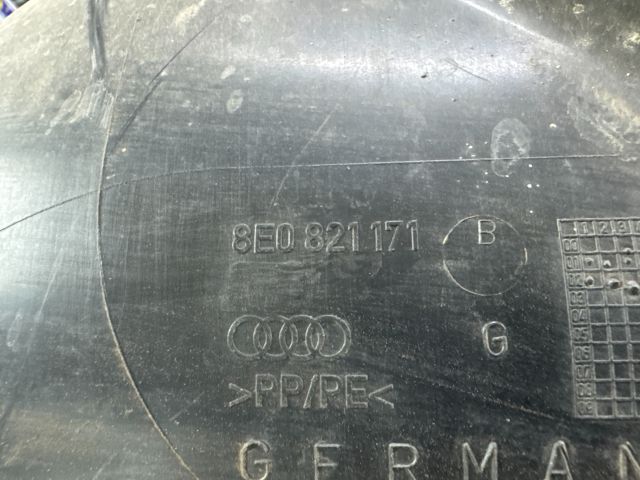 8E0 821 171 B
G
>PP/PE<
GERMAN